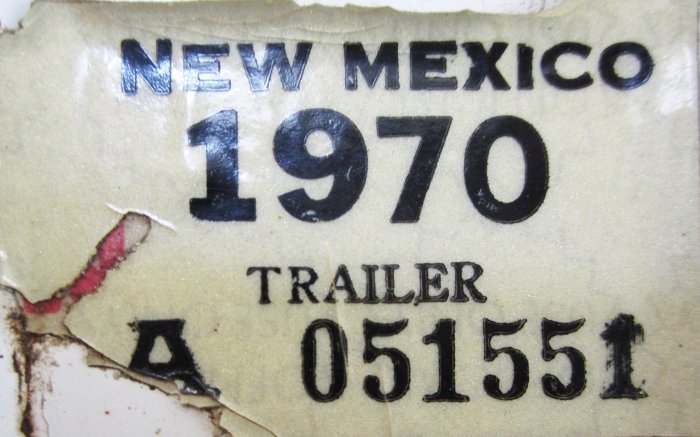 NEW MEXICO
1970
TRAILER
A 051551